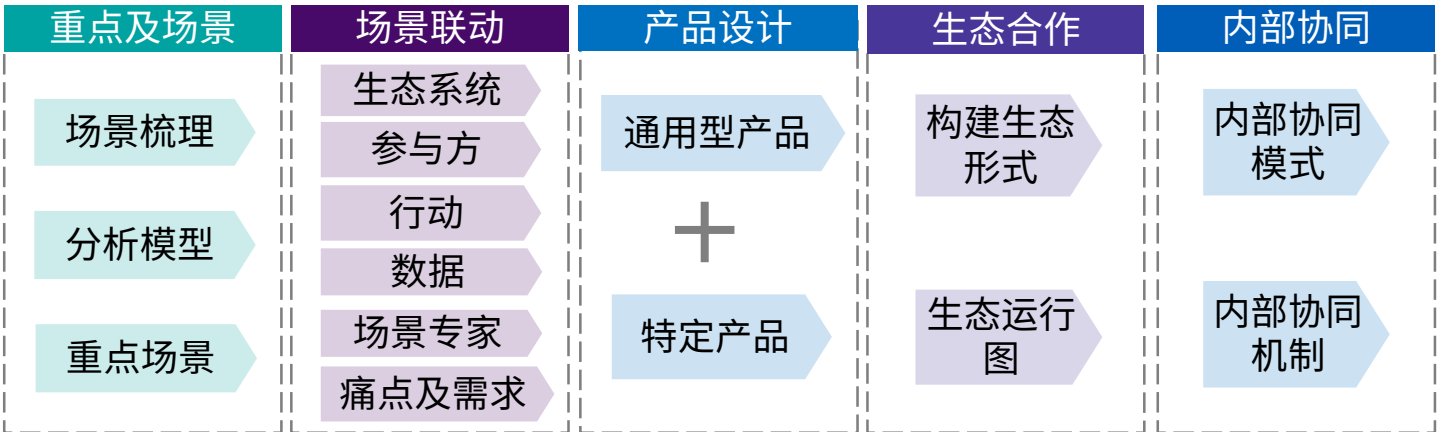 重点及场景
场景梳理
分析模型
重点场景
场景联动
生态系统
参与方
行动
数据
场景专家
痛点及需求
产品设计
通用型产品
+
特定产品
生态合作
构建生态
形式
生态运行
图
内部协同
内部协同
模式
内部协同
机制